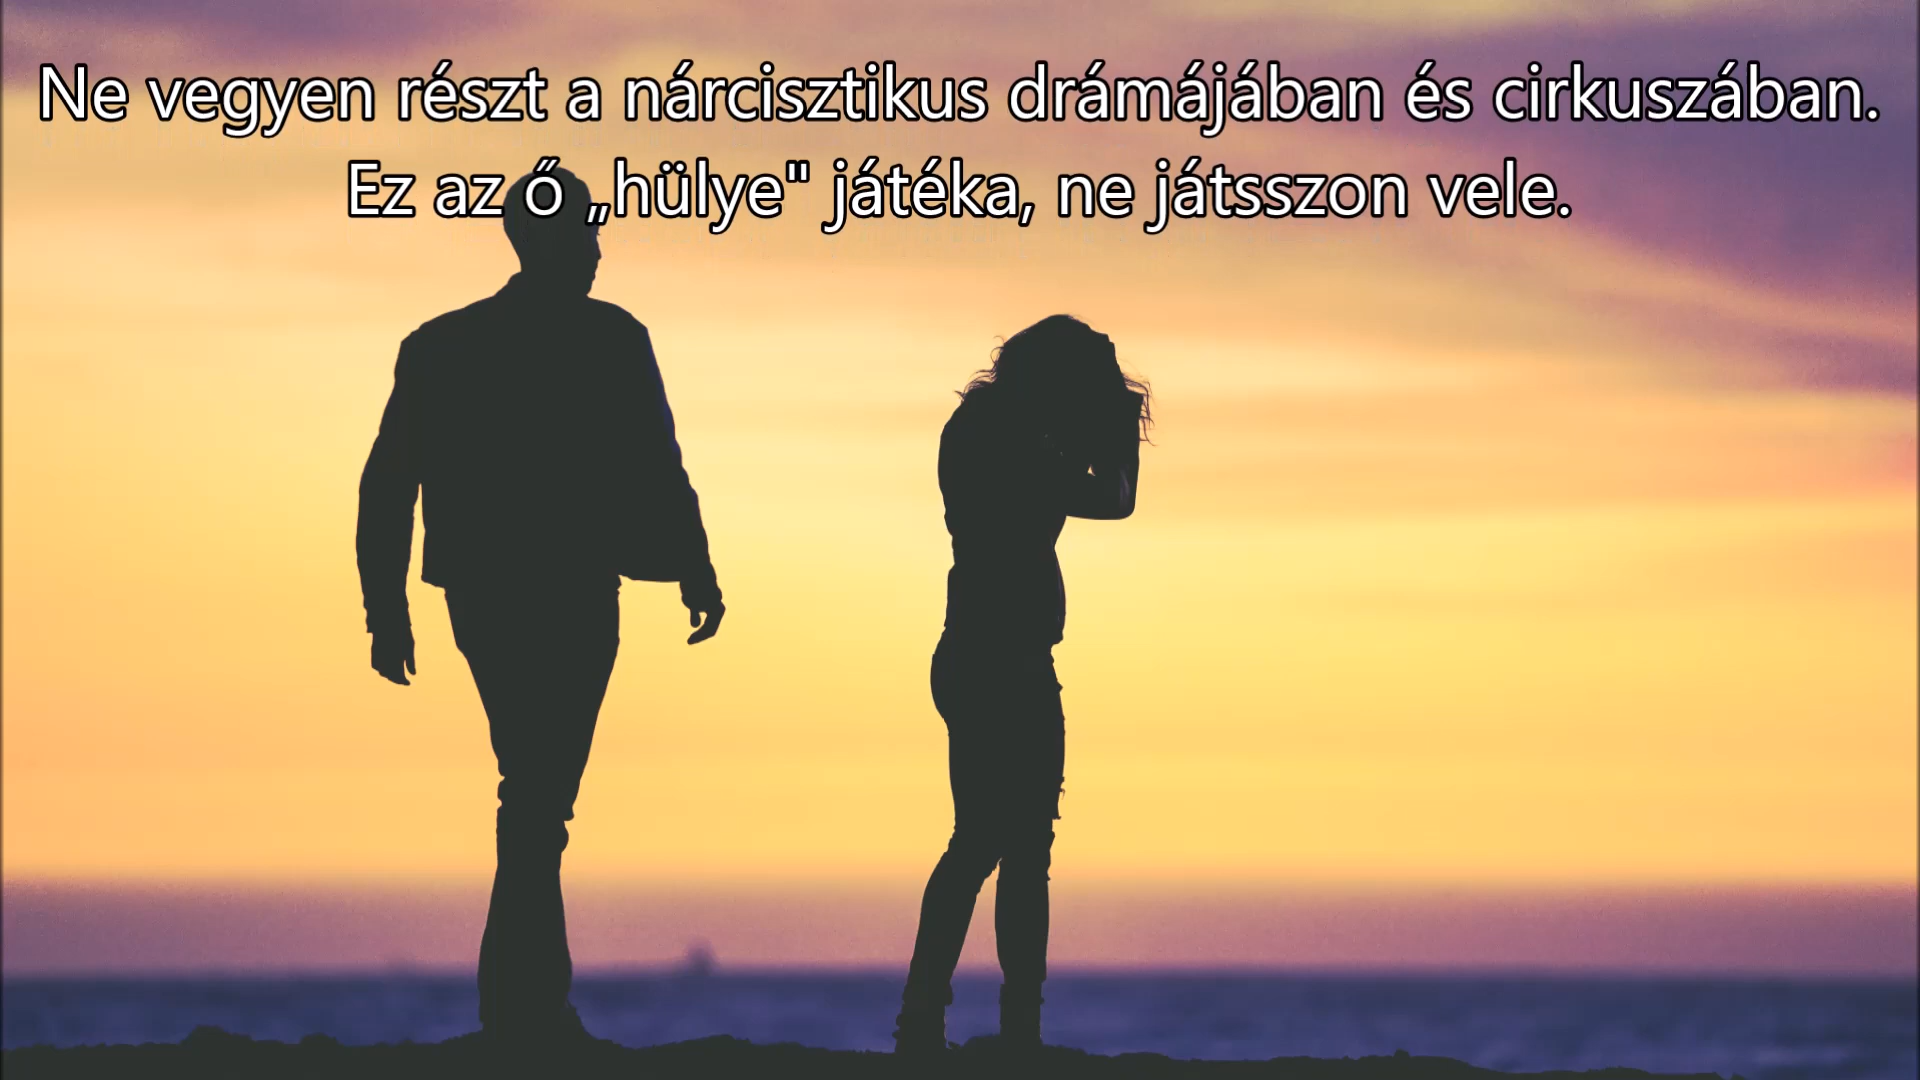 Ne vegyen részt a nárcisztikus drámájában és cirkuszában.
Ez az ő „hülye" játéka, ne játsszon vele.